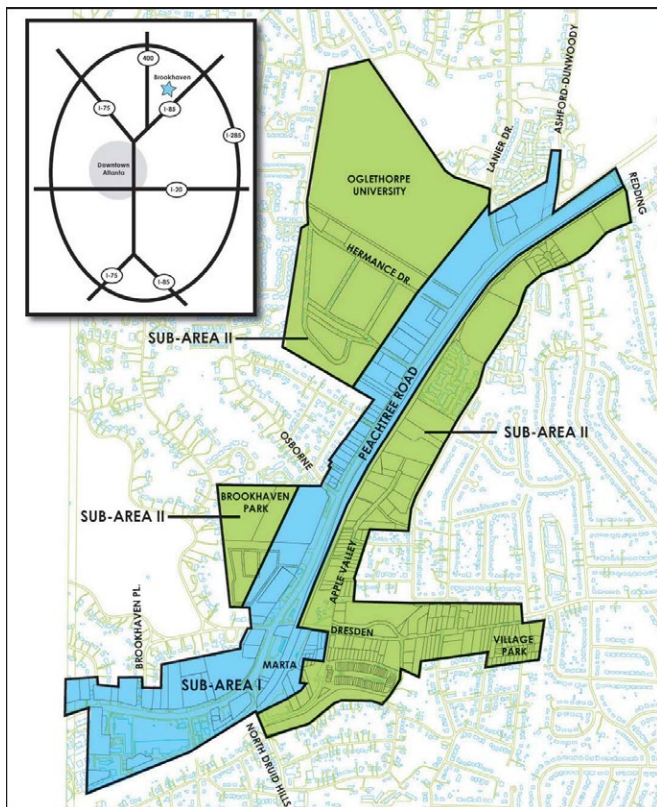 400
Brookhaven
I-75
I-85
I-285
Downtown
Atlanta
I-20
I-75
I-85
ASHFORD-DUNWOODY
LANIER DR.
REDDING
OGLETHORPE
UNIVERSITY
HERMANCE DR.
SUB-AREA II
PEACHTREE ROAD
SUB-AREA II
OSBORNE
BROOKHAVEN
PARK
SUB-AREA II
APPLE VALLEY
DRESDEN
VILLAGE
PARK
BROOKHAVEN PL.
MARTA
SUB-AREA I
NORTH DRUID HILLS